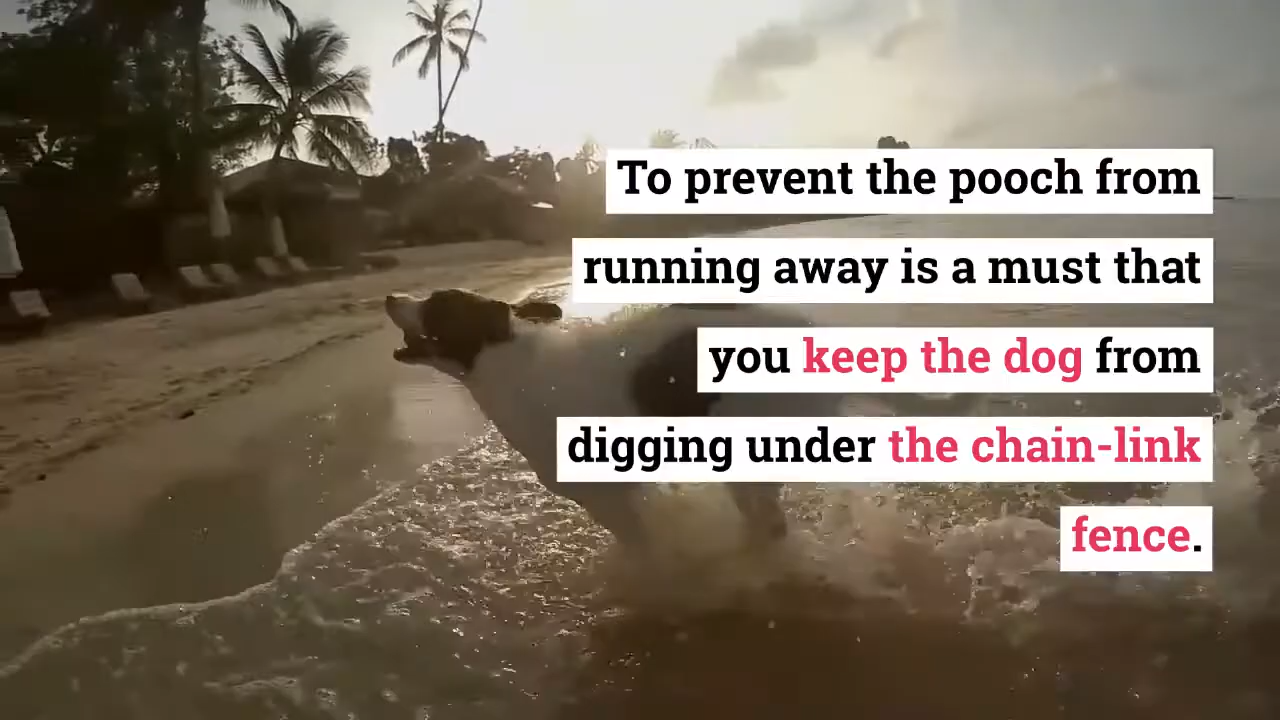 To prevent the pooch from
running away is a must that
you keep the dog from
digging under the chain-link
fence.